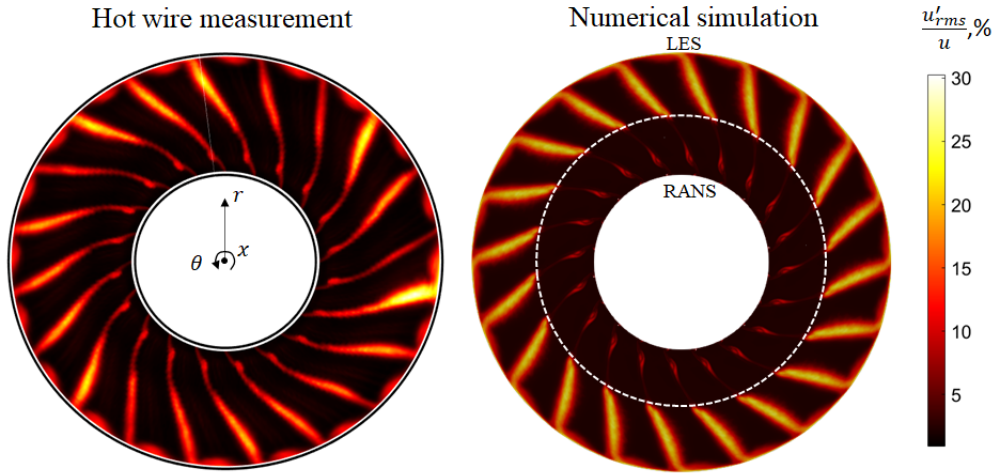 Hot wire measurement
Numerical simulation
u'rms/u,%
LES
RANS
r
x
θ
30
25
20
15
10
5